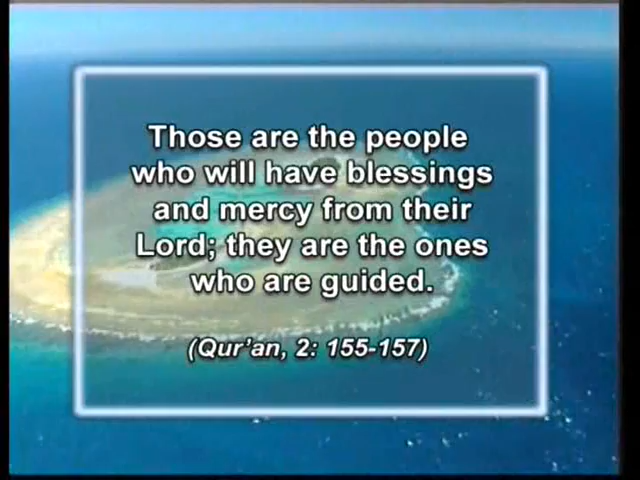 Those are the people
who will have blessings
and mercy from their
Lord; they are the ones
who are guided.
(Qur'an, 2: 155-157)